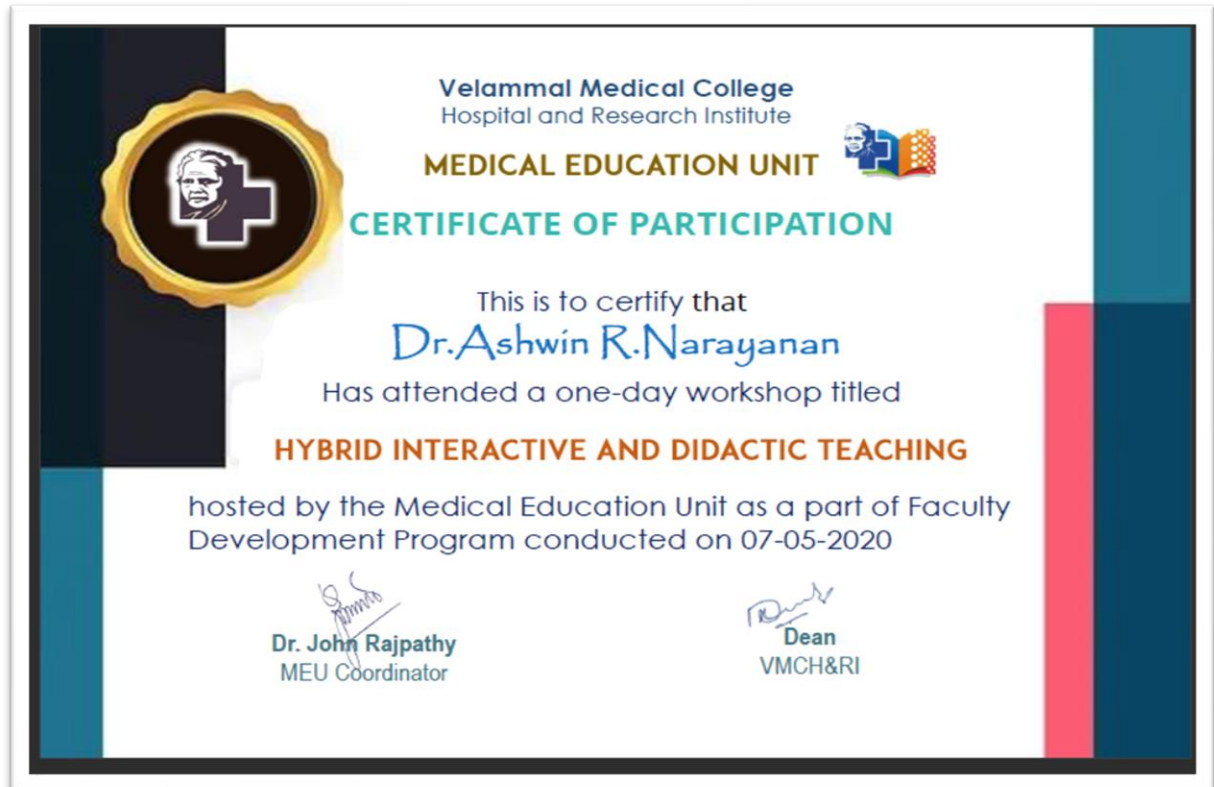 Velammal Medical College
Hospital and Research Institute
MEDICAL EDUCATION UNIT
CERTIFICATE OF PARTICIPATION
This is to certify that
Dr.Ashwin R.Narayanan
Has attended a one-day workshop titled
HYBRID INTERACTIVE AND DIDACTIC TEACHING
hosted by the Medical Education Unit as a part of Faculty
Development Program conducted on 07-05-2020
Dr. John Rajpathy
MEU Coordinator
Dean
VMCH&RI